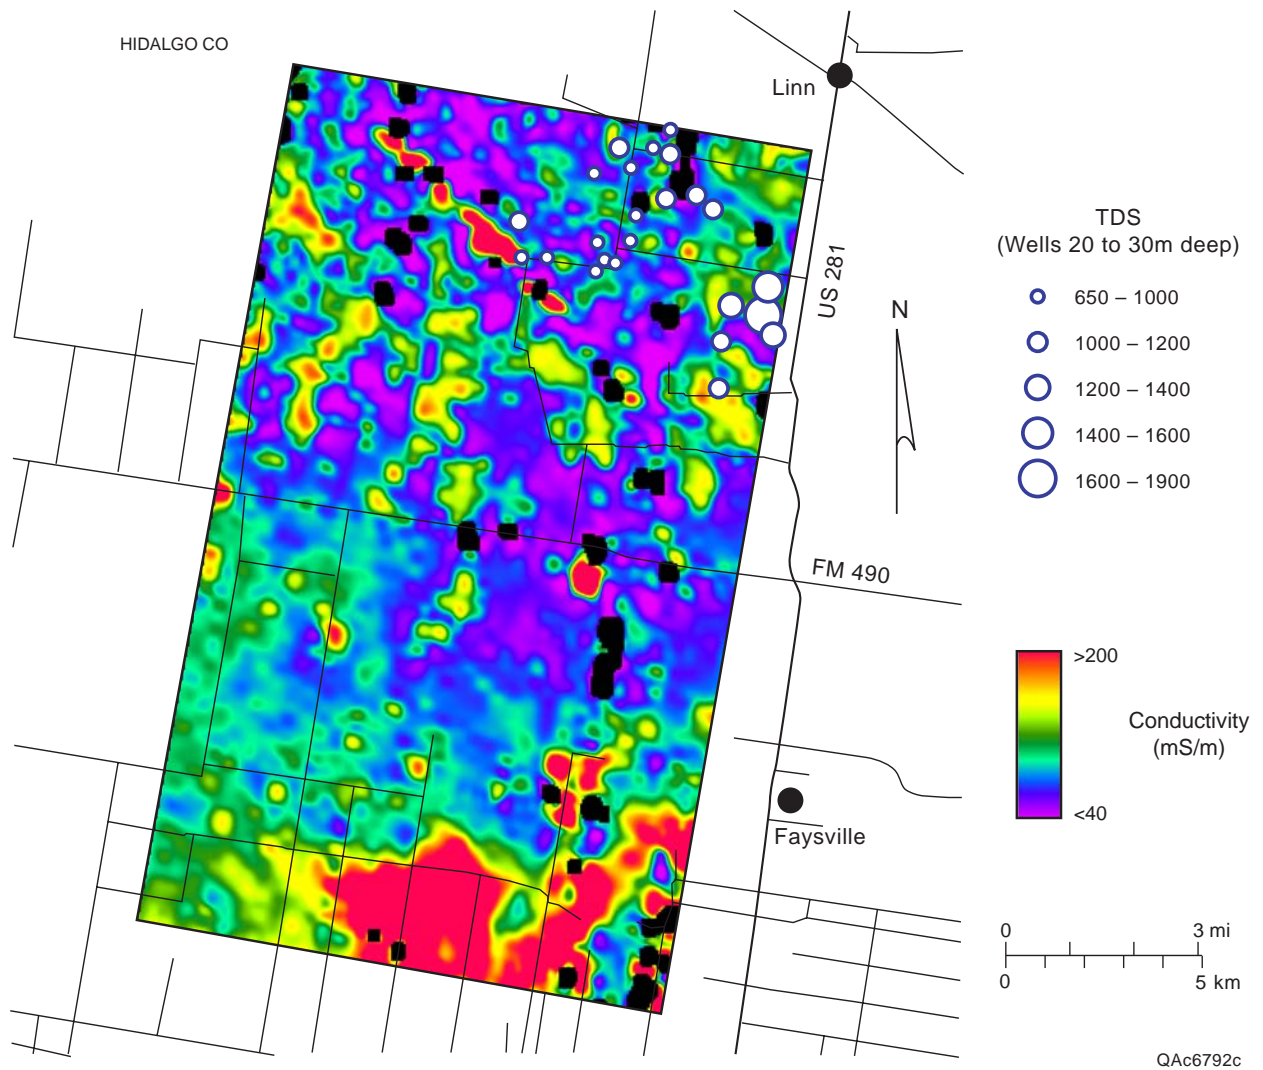 HIDALGO CO
Linn
US 281
TDS
(Wells 20 to 30m deep)
650 – 1000
1000 – 1200
1200 – 1400
1400 – 1600
1600 – 1900
N
FM 490
>200
Conductivity
(mS/m)
<40
Faysville
0 3 mi
0 5 km
QAc6792c